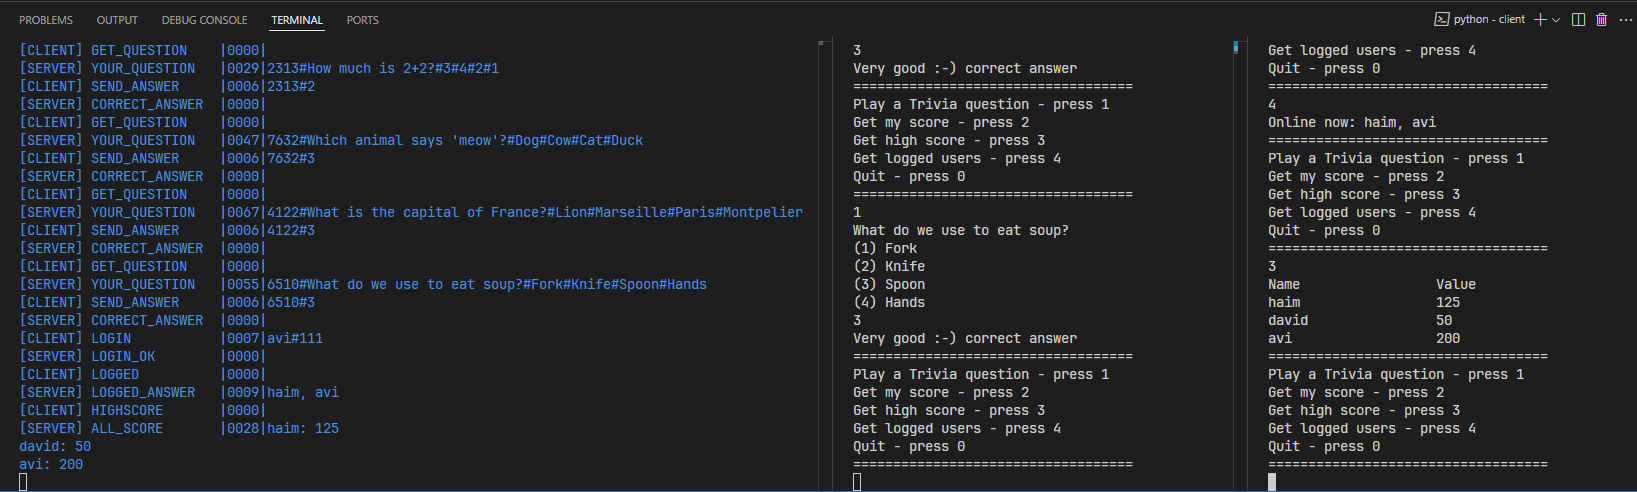 PROBLEMS OUTPUT DEBUG CONSOLE TERMINAL PORTS
python - client
[CLIENT] GET_QUESTION    |0000|
[SERVER] YOUR_QUESTION   |0029|2313#How much is 2+2?#3#4#2#1
[CLIENT] SEND_ANSWER     |0006|2313#2
[SERVER] CORRECT_ANSWER  |0000|
[CLIENT] GET_QUESTION    |0000|
[SERVER] YOUR_QUESTION   |0047|7632#Which animal says 'meow'?#Dog#Cow#Cat#Duck
[CLIENT] SEND_ANSWER     |0006|7632#3
[SERVER] CORRECT_ANSWER  |0000|
[CLIENT] GET_QUESTION    |0000|
[SERVER] YOUR_QUESTION   |0067|4122#What is the capital of France?#Lion#Marseille#Paris#Montpelier
[CLIENT] SEND_ANSWER     |0006|4122#3
[SERVER] CORRECT_ANSWER  |0000|
[CLIENT] GET_QUESTION    |0000|
[SERVER] YOUR_QUESTION   |0055|6510#What do we use to eat soup?#Fork#Knife#Spoon#Hands
[CLIENT] SEND_ANSWER     |0006|6510#3
[SERVER] CORRECT_ANSWER  |0000|
[CLIENT] LOGIN           |0007|avi#111
[SERVER] LOGIN_OK        |0000|
[CLIENT] LOGGED          |0000|
[SERVER] LOGGED_ANSWER   |0009|haim, avi
[CLIENT] HIGHSCORE       |0000|
[SERVER] ALL_SCORE       |0028|haim: 125
david: 50
avi: 200
3
Very good :-) correct answer
===================================
Play a Trivia question - press 1
Get my score - press 2
Get high score - press 3
Get logged users - press 4
Quit - press 0
===================================
1
What do we use to eat soup?
(1) Fork
(2) Knife
(3) Spoon
(4) Hands
3
Very good :-) correct answer
===================================
Play a Trivia question - press 1
Get my score - press 2
Get high score - press 3
Get logged users - press 4
Quit - press 0
===================================
Get logged users - press 4
Quit - press 0
===================================
4
Online now: haim, avi
===================================
Play a Trivia question - press 1
Get my score - press 2
Get high score - press 3
Get logged users - press 4
Quit - press 0
===================================
3
Name                 Value
haim                 125
david                50
avi                  200
===================================
Play a Trivia question - press 1
Get my score - press 2
Get high score - press 3
Get logged users - press 4
Quit - press 0
===================================